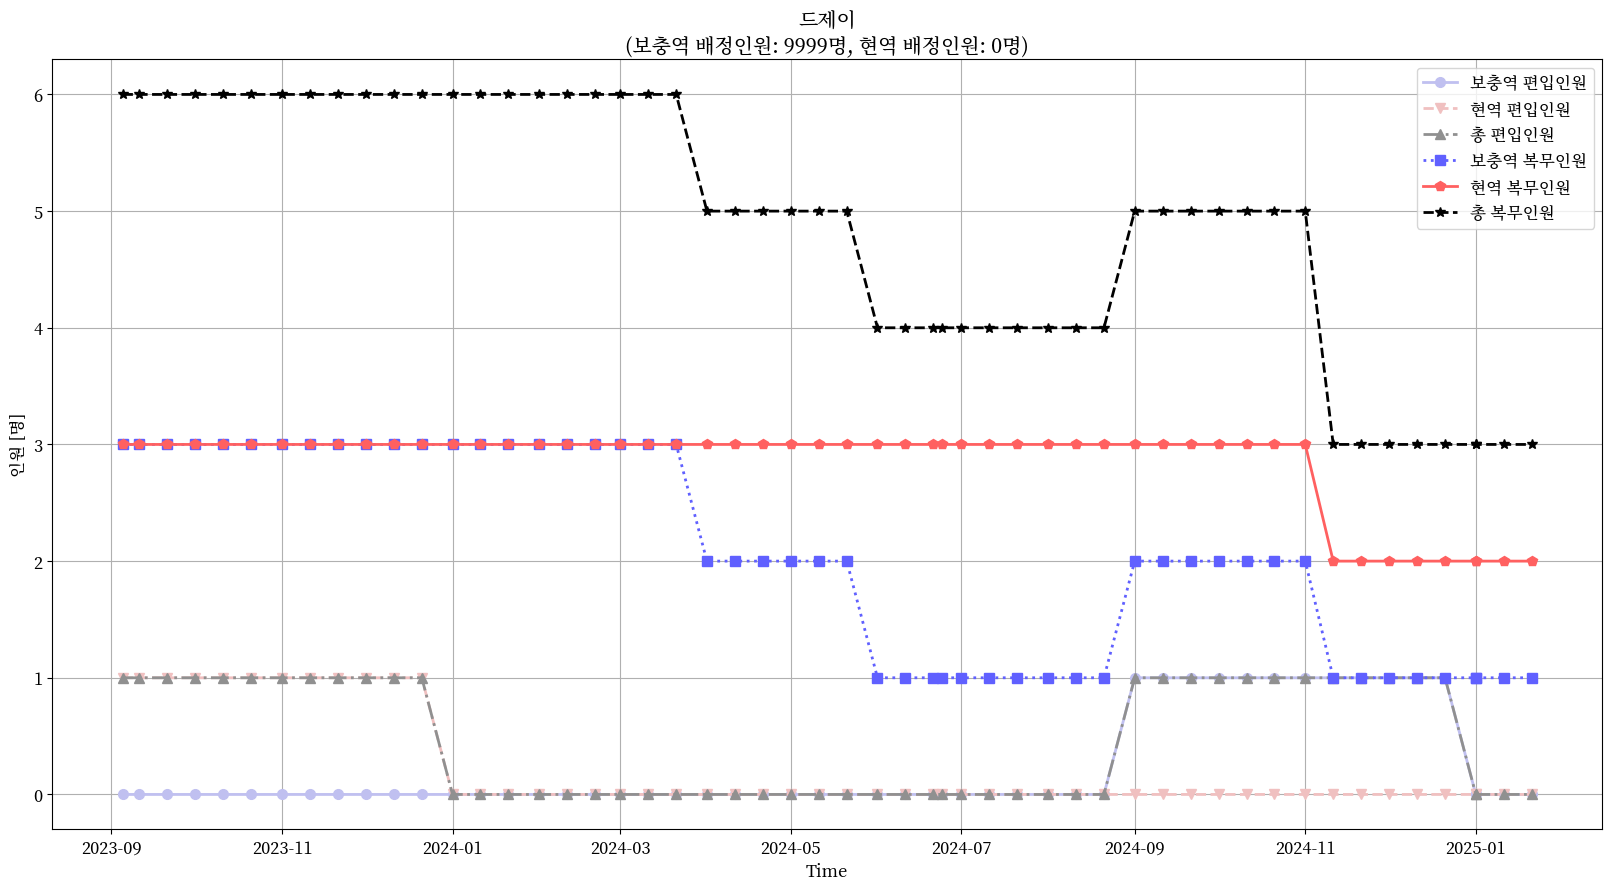 드제이
(보충역 배정인원: 9999명, 현역 배정인원: 0명)
보충역 편입인원
현역 편입인원
총 편입인원
보충역 복무인원
현역 복무인원
총 복무인원
인원 [명]
6
5
4
3
2
1
0
2023-09
2023-11
2024-01
2024-03
2024-05
2024-07
2024-09
2024-11
2025-01
Time